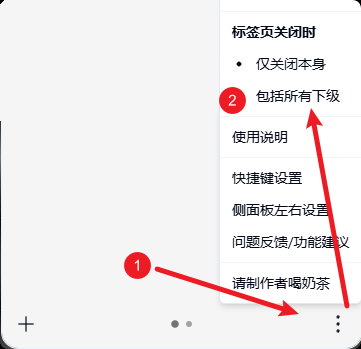 标签页关闭时
仅关闭本身
2
包括所有下级
使用说明
快捷键设置
侧面板左右设置
问题反馈/功能建议
1
请制作者喝奶茶